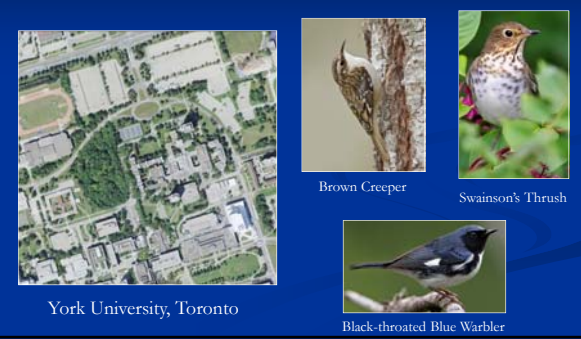 York University, Toronto
Brown Creeper
Swainson's Thrush
Black-throated Blue Warbler